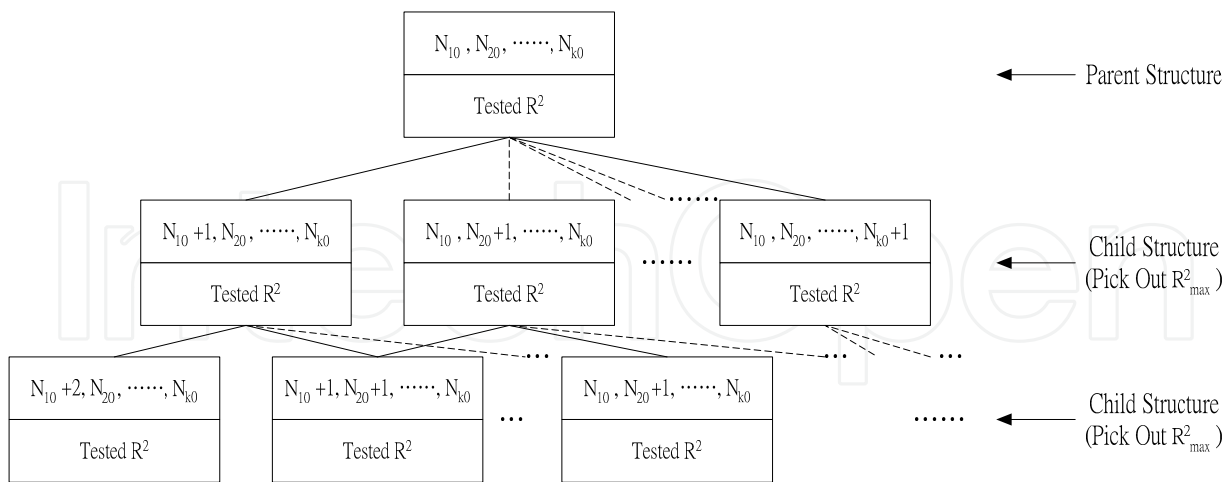 N₁₀ , N₂₀, ······, Nₖ₀
Tested R²
Parent Structure
······
N₁₀ +1, N₂₀, ······, Nₖ₀
Tested R²
N₁₀ , N₂₀+1, ······, Nₖ₀
Tested R²
······
N₁₀ , N₂₀, ······, Nₖ₀+1
Tested R²
Child Structure
(Pick Out R²max )
... ... ...
N₁₀ +2, N₂₀, ······, Nₖ₀
Tested R²
N₁₀ +1, N₂₀+1, ······, Nₖ₀
Tested R²
...
N₁₀ , N₂₀+1, ······, Nₖ₀
Tested R²
······
Child Structure
(Pick Out R²max )
IntechOpen